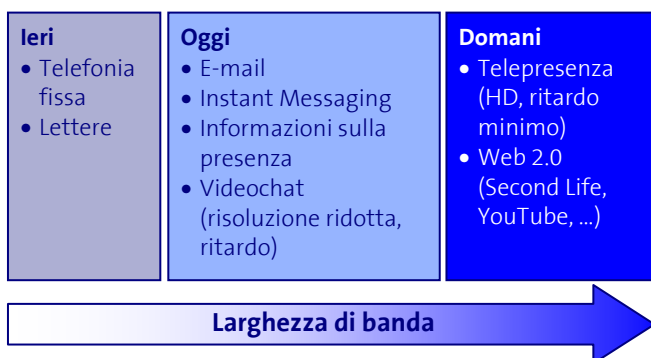 Ieri
• Telefonia
fissa
• Lettere
Oggi
• E-mail
• Instant Messaging
• Informazioni sulla
presenza
• Videochat
(risoluzione ridotta,
ritardo)
Domani
• Telepresenza
(HD, ritardo
minimo)
• Web 2.0
(Second Life,
YouTube, ...)
Larghezza di banda